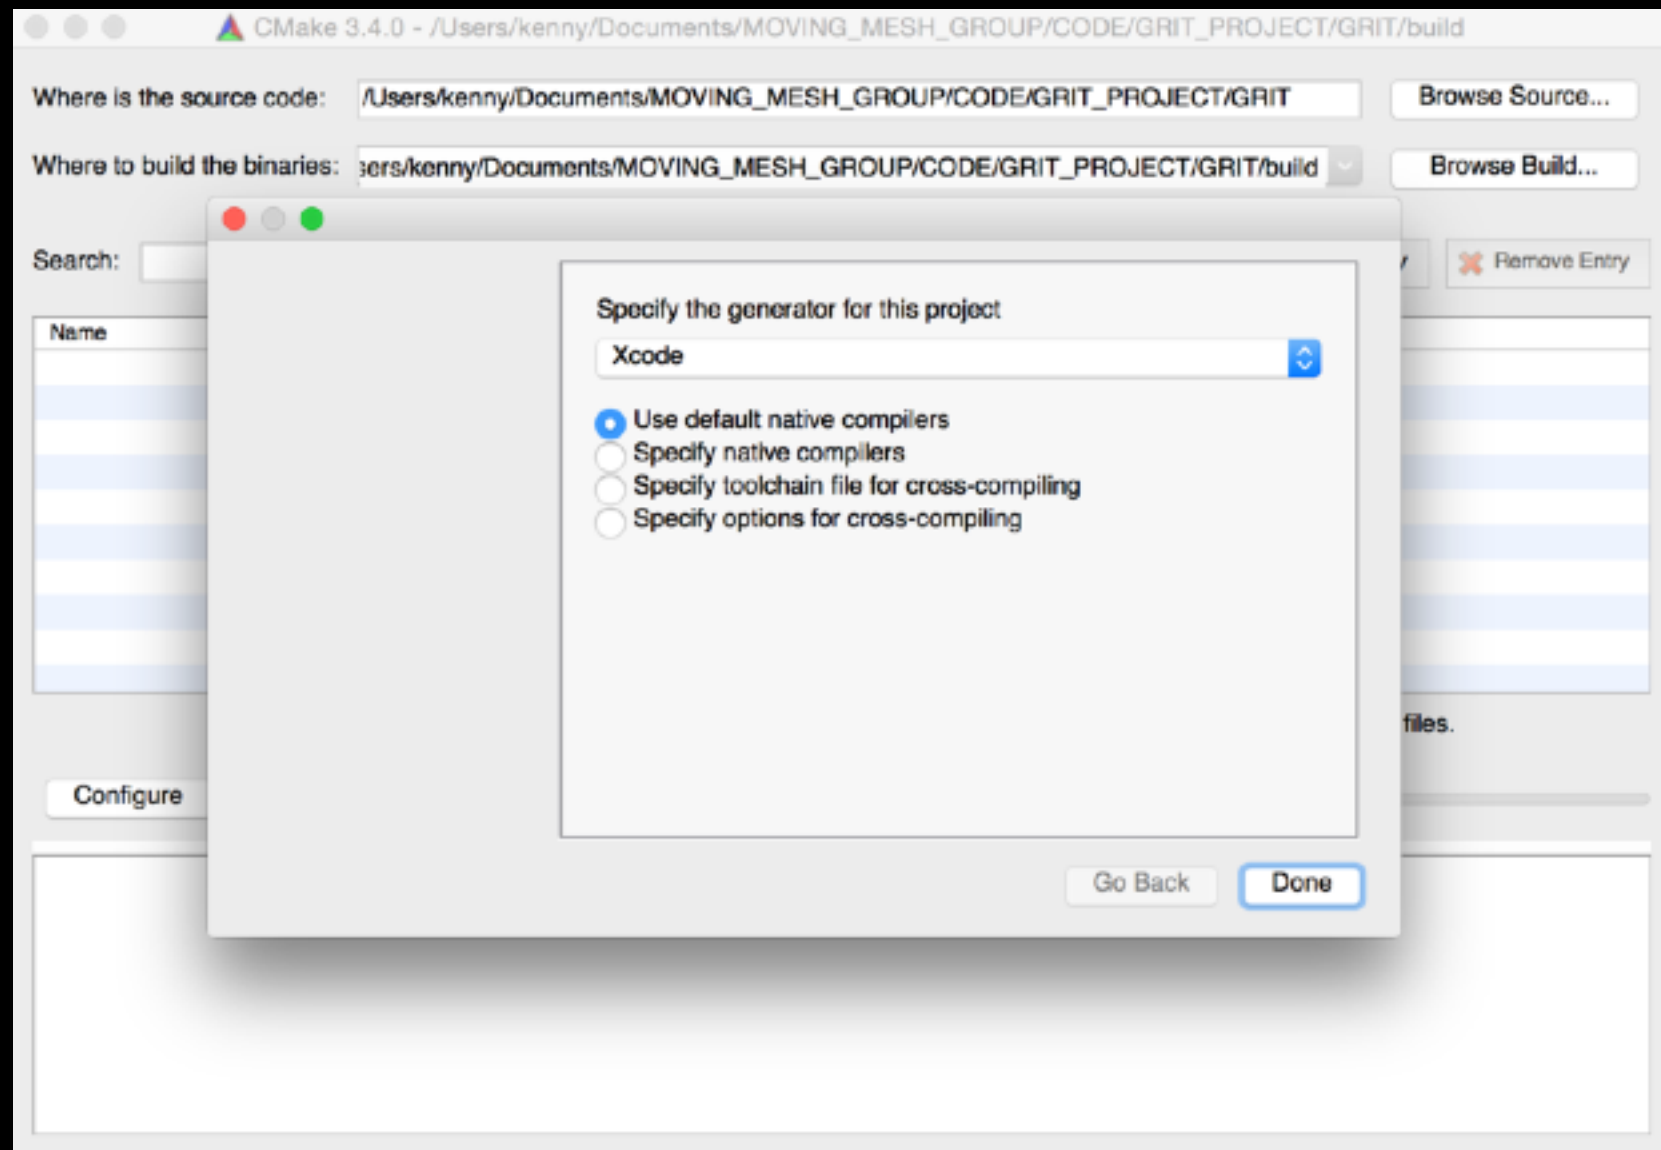 CMake 3.4.0 - /Users/kenny/Documents/MOVING_MESH_GROUP/CODE/GRIT_PROJECT/GRIT/build
Where is the source code: /Users/kenny/Documents/MOVING_MESH_GROUP/CODE/GRIT_PROJECT/GRIT Browse Source...
Where to build the binaries: sers/kenny/Documents/MOVING_MESH_GROUP/CODE/GRIT_PROJECT/GRIT/build Browse Build...
Search: Remove Entry
Name
Specify the generator for this project
Xcode
Use default native compilers
Specify native compilers
Specify toolchain file for cross-compiling
Specify options for cross-compiling
files.
Configure
Go Back Done